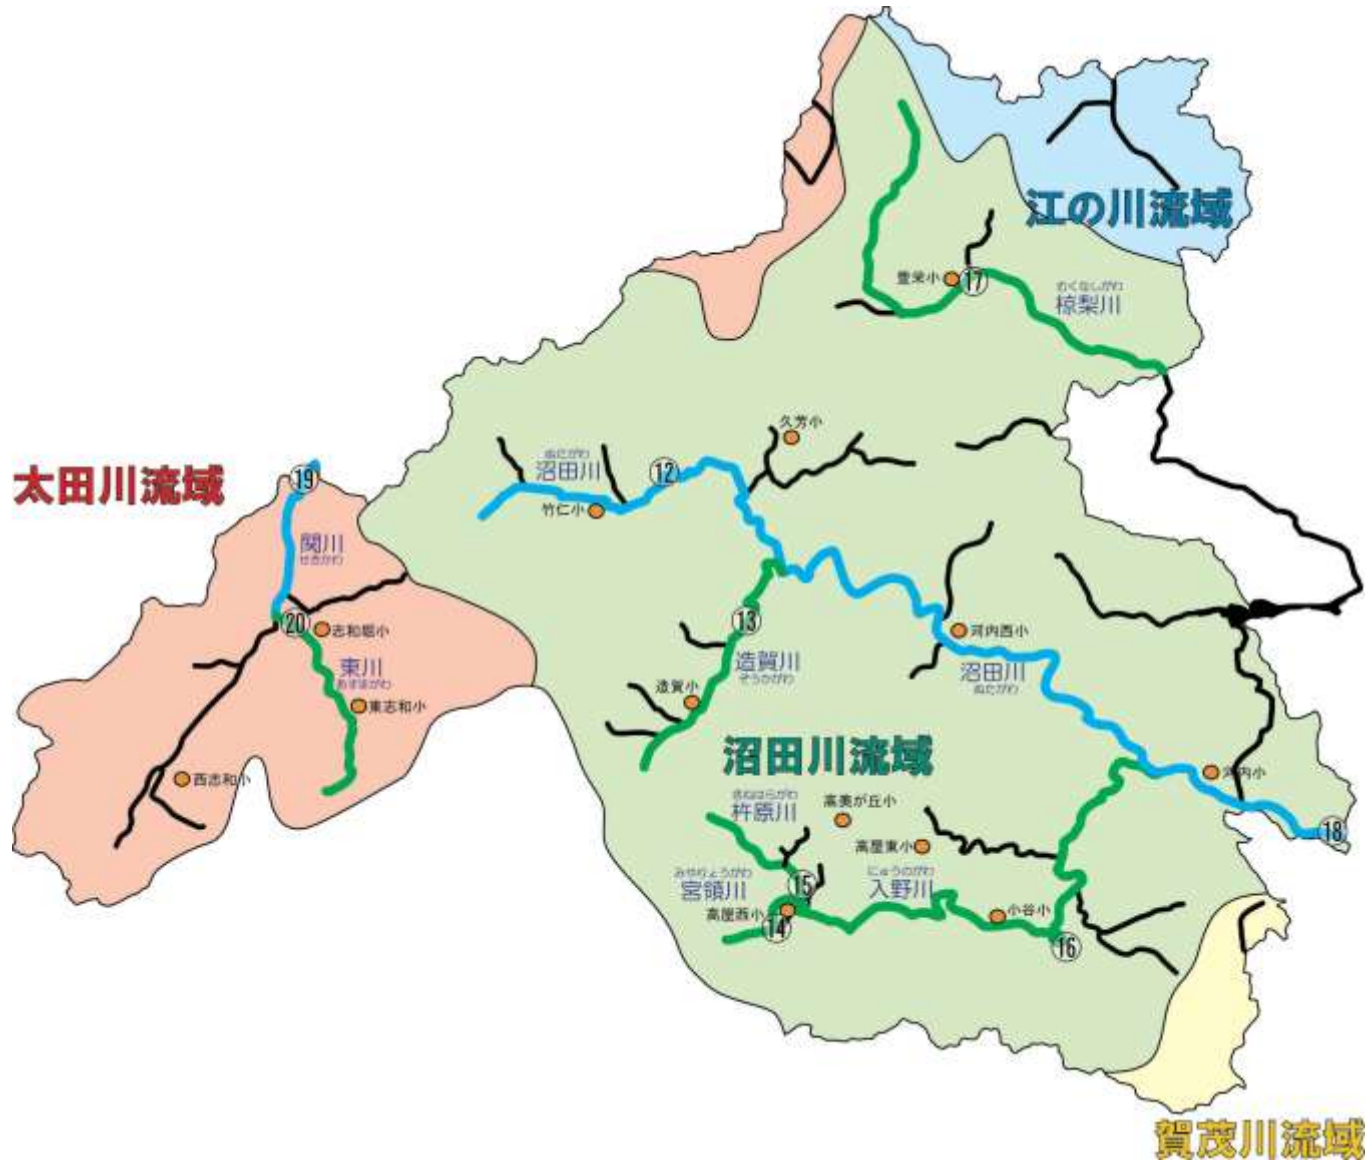 江の川流域
豊栄小
17
むくなしがわ
椋梨川
久芳小
ぬたがわ
沼田川
12
竹仁小
太田川流域
19
関川
せきがわ
20
志和堀小
東川
東志和小
西志和小
13
造賀川
ぞうかがわ
造賀小
河内西小
沼田川
ぬたがわ
沼田川流域
河内小
18
きねはらがわ
杵原川
高美が丘小
高屋東小
みやりょうがわ
宮領川
15
にゅうのがわ
入野川
高屋西小
14
小谷小
16
賀茂川流域